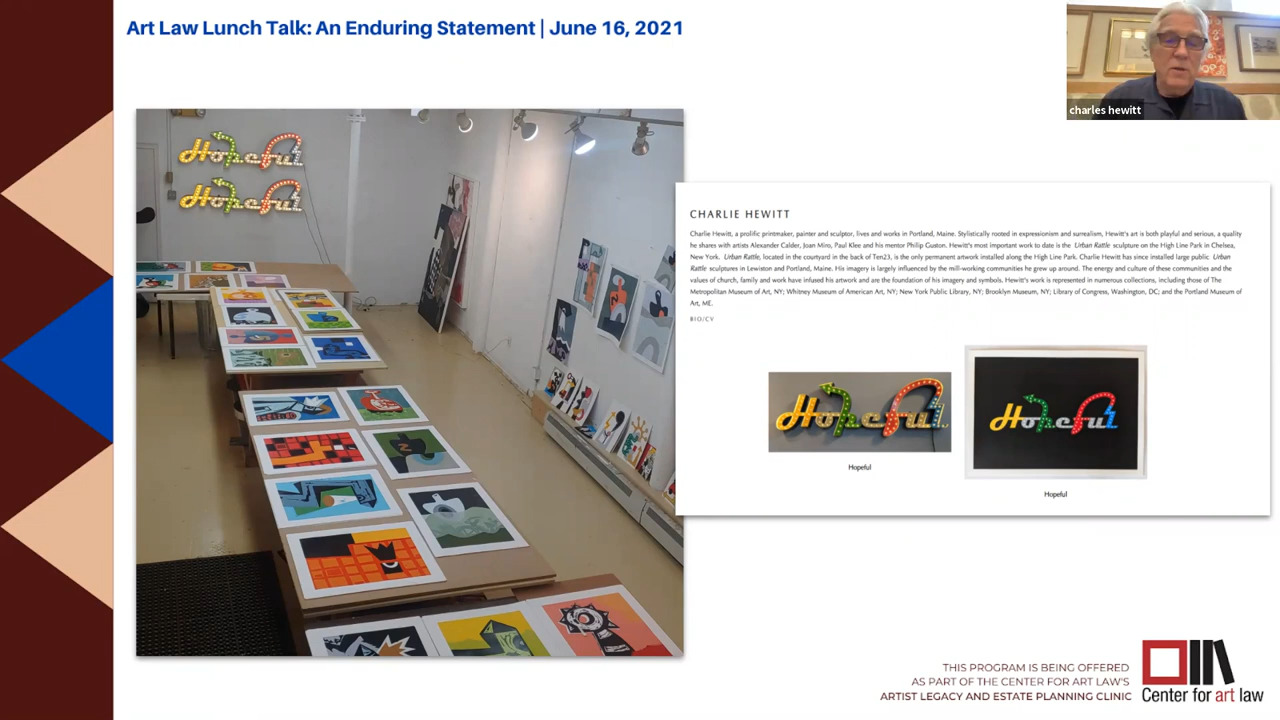 Art Law Lunch Talk: An Enduring Statement | June 16, 2021
charles hewitt
Hopeful
Hopeful
CHARLIE HEWITT
Charlie Hewitt, a prolific printmaker, painter and sculptor, lives and works in Portland, Maine. Stylistically rooted in expressionism and surrealism, Hewitt's art is both playful and serious, a quality
he shares with artists Alexander Calder, Joan Miro, Paul Klee and his mentor Philip Guston. Hewitt's most important work to date is the Urban Rattle sculpture on the High Line Park in Chelsea,
New York. Urban Rattle, located in the courtyard in the back of Ten23, is the only permanent artwork installed along the High Line Park. Charlie Hewitt has since installed large public Urban
Rattle sculptures in Lewiston and Portland, Maine. His imagery is largely influenced by the mill-working communities he grew up around. The energy and culture of these communities and the
values of church, family and work have infused his artwork and are the foundation of his imagery and symbols. Hewitt's work is represented in numerous collections, including those of The
Metropolitan Museum of Art, NY; Whitney Museum of American Art, NY; New York Public Library, NY; Brooklyn Museum, NY; Library of Congress, Washington, DC; and the Portland Museum of
Art, ME.
BIO/CV
Hopeful
Hopeful
Hopeful
Hopeful
THIS PROGRAM IS BEING OFFERED
AS PART OF THE CENTER FOR ART LAW'S
ARTIST LEGACY AND ESTATE PLANNING CLINIC
Center for art law